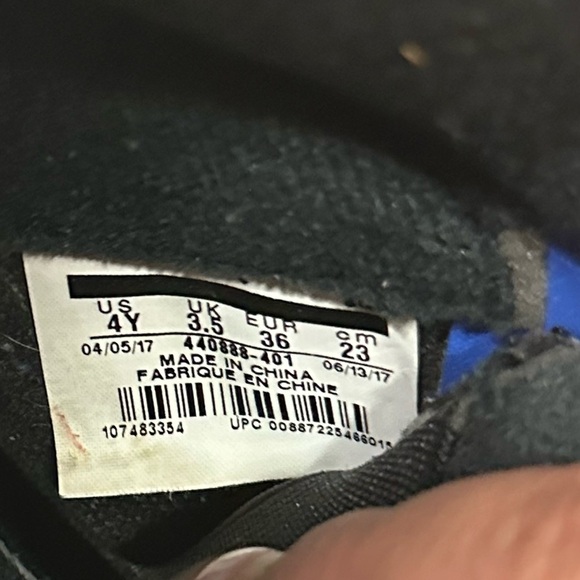 US UK EUR cm
4Y 3.5 36 23
04/05/17 440888-401 06/13/17
MADE IN CHINA
FABRIQUE EN CHINE
107483354 UPC 00887225466015